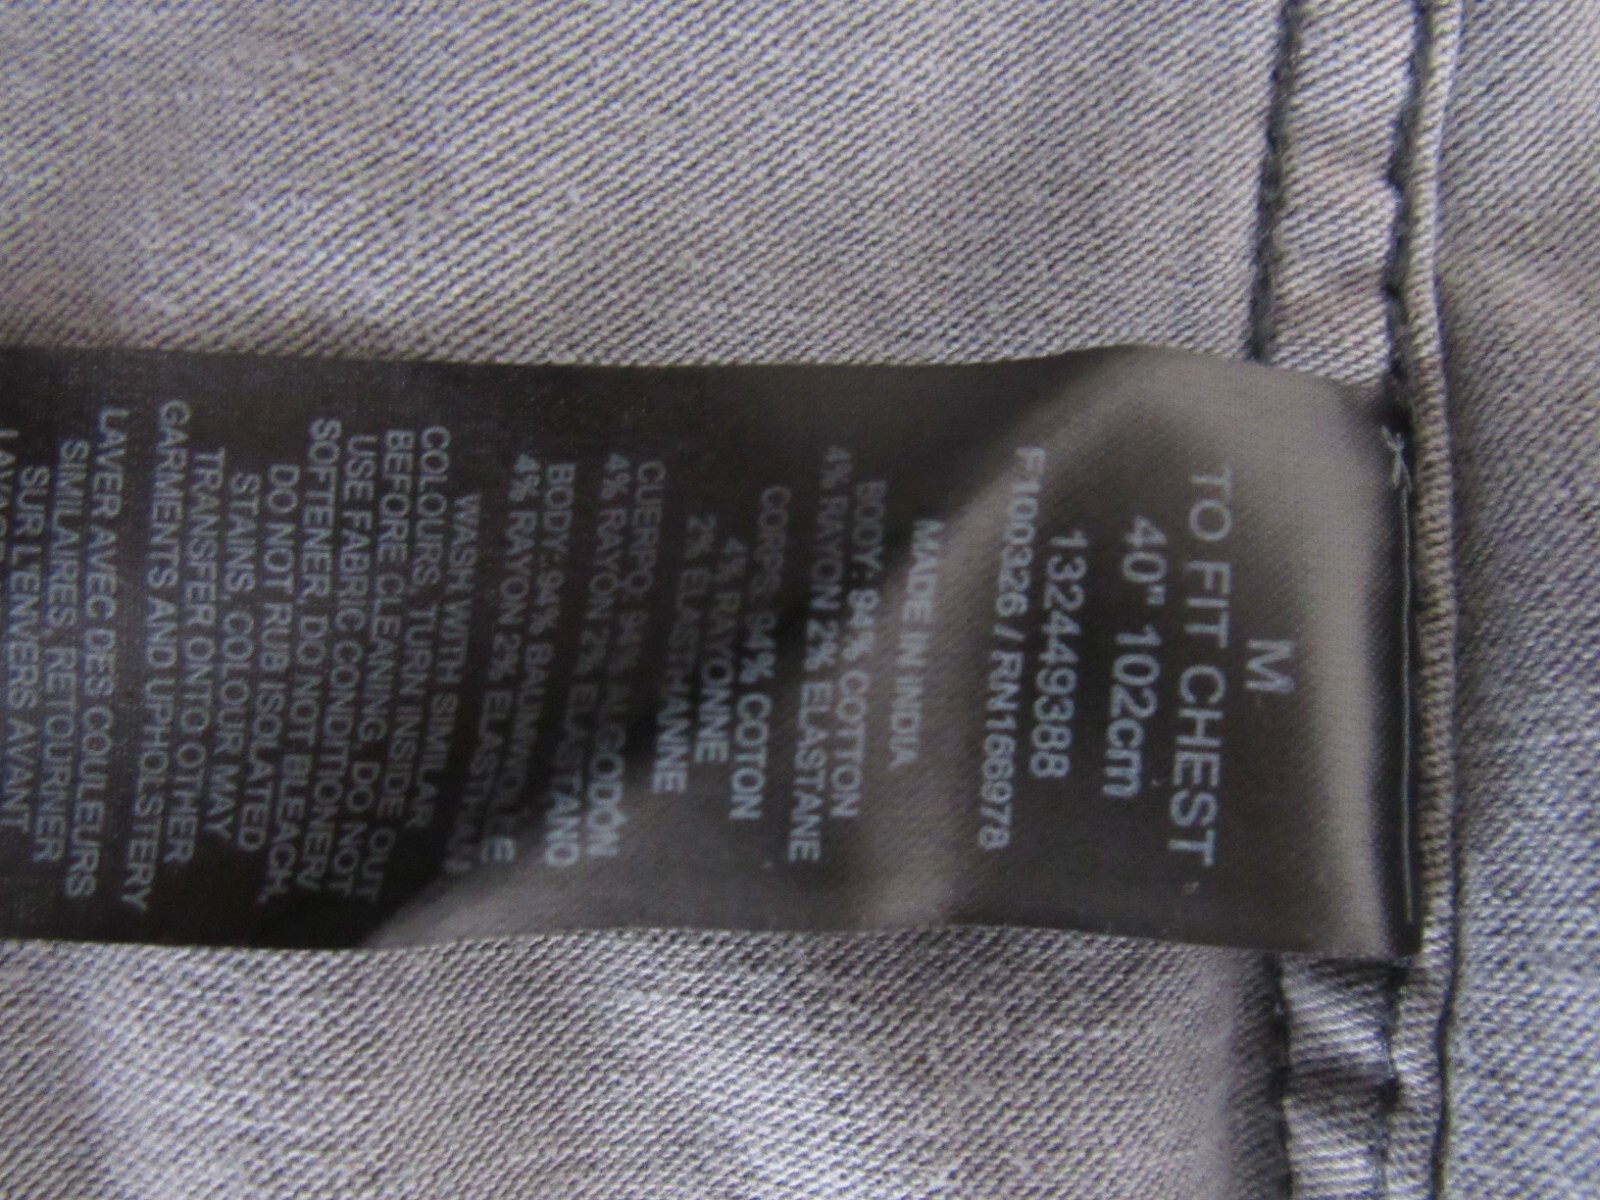 M
TO FIT CHEST
40" 102cm
132449388
F100326 / RN168978
MADE IN INDIA
BODY: 94% COTTON
4% RAYON 2% ELASTANE
CORPS, 94% COTON
4% RAYONNE
2% ELASTHANNE
CUERPO, 94% ALGODÓN
4% RAYON 2% ELASTANO
BODY: 94% BAUMWOLLE
4% RAYON 2% ELASTHAN
WASH WITH SIMILAR
COLOURS, TURN INSIDE OUT
BEFORE CLEANING, DO NOT
USE FABRIC CONDITIONER/
SOFTENER, DO NOT BLEACH,
DO NOT RUB ISOLATED
STAINS, COLOUR MAY
TRANSFER ONTO OTHER
GARMENTS AND UPHOLSTERY
LAVER AVEC DES COULEURS
SIMILAIRES, RETOURNER
SUR L'ENVERS AVANT